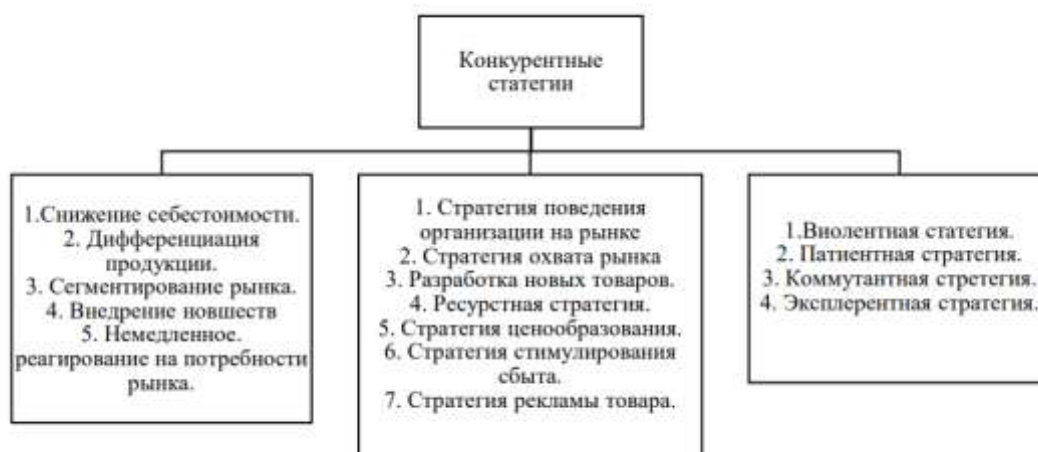 Конкурентные
статегии
1.Снижение себестоимости.
2. Дифференциация
продукции.
3. Сегментирование рынка.
4. Внедрение новшеств
5. Немедленное.
реагирование на потребности
рынка.
1. Стратегия поведения
организации на рынке
2. Стратегия охвата рынка
3. Разработка новых товаров.
4. Ресурстная стратегия.
5. Стратегия ценообразования.
6. Стратегия стимулирования
сбыта.
7. Стратегия рекламы товара.
1.Виолентная статегия.
2. Патиентная стратегия.
3. Коммутантная стретегия.
4. Эксплерентная стратегия.